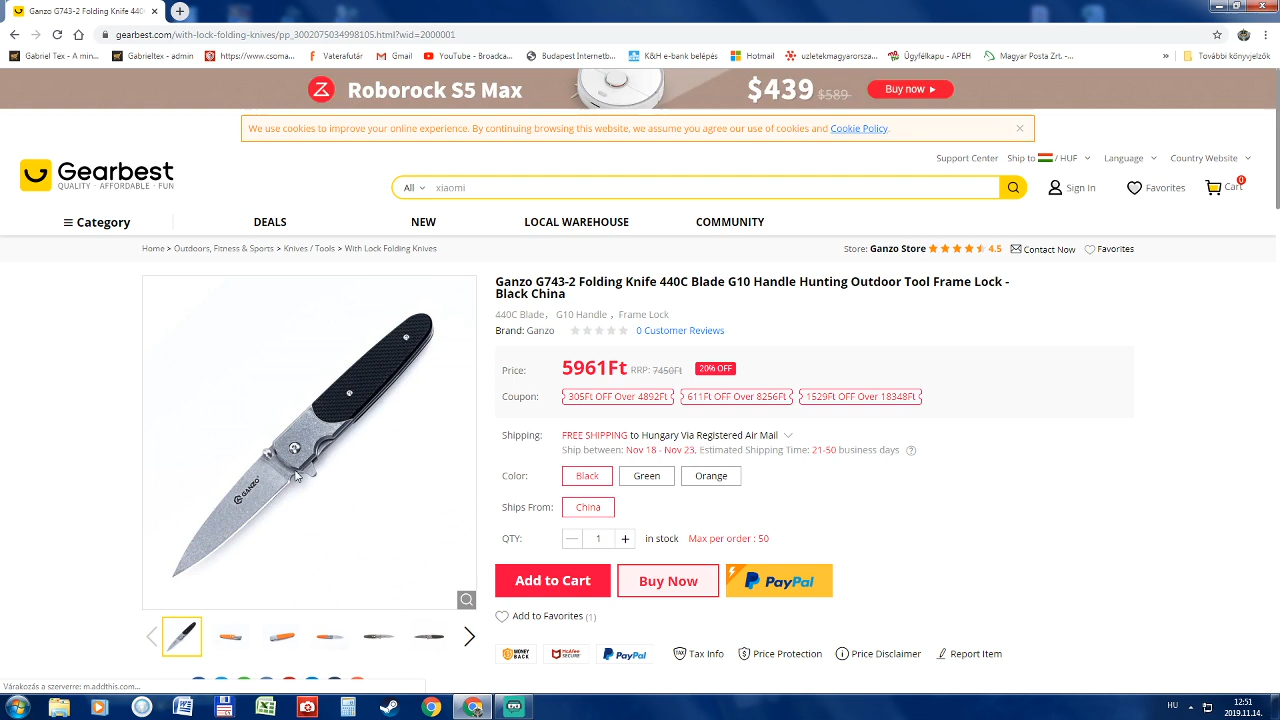 Ganzo G743-2 Folding Knife 440
gearbest.com/with-lock-folding-knives/pp_3002075034998105.html?wid=2000001
Gabriel Tex - A min... Gabrieltex - admin https://www.csoma... Vaterafutár Gmail YouTube - Broadca... Budapest Internetb... K&H e-bank belépés Hotmail uzletekmagyarorsza... Ügyfélkapu - APEH Magyar Posta Zrt. -... » További könyvjelzők
Roborock S5 Max $439 $589 Buy now
We use cookies to improve your online experience. By continuing browsing this website, we assume you agree our use of cookies and Cookie Policy.
Support Center Ship to / HUF Language Country Website
Gearbest
QUALITY · AFFORDABLE · FUN
All xiaomi
Sign In Favorites Cart 0
Category DEALS NEW LOCAL WAREHOUSE COMMUNITY
Home > Outdoors, Fitness & Sports > Knives / Tools > With Lock Folding Knives
Store: Ganzo Store 4.5 Contact Now Favorites
Ganzo G743-2 Folding Knife 440C Blade G10 Handle Hunting Outdoor Tool Frame Lock -
Black China
440C Blade, G10 Handle , Frame Lock
Brand: Ganzo 0 Customer Reviews
Price: 5961Ft RRP: 7450Ft 20% OFF
Coupon: 305Ft OFF Over 4892Ft 611Ft OFF Over 8256Ft 1529Ft OFF Over 18348Ft
Shipping: FREE SHIPPING to Hungary Via Registered Air Mail
Ship between: Nov 18 - Nov 23, Estimated Shipping Time: 21-50 business days ?
Color: Black Green Orange
Ships From: China
QTY: — 1 + in stock Max per order : 50
Add to Cart Buy Now PayPal
Add to Favorites (1)
MONEY BACK McAfee SECURE PayPal Tax Info Price Protection Price Disclaimer Report Item
GANZO
Várakozás a szerverre: m.addthis.com...
HU 12:51
2019.11.14.